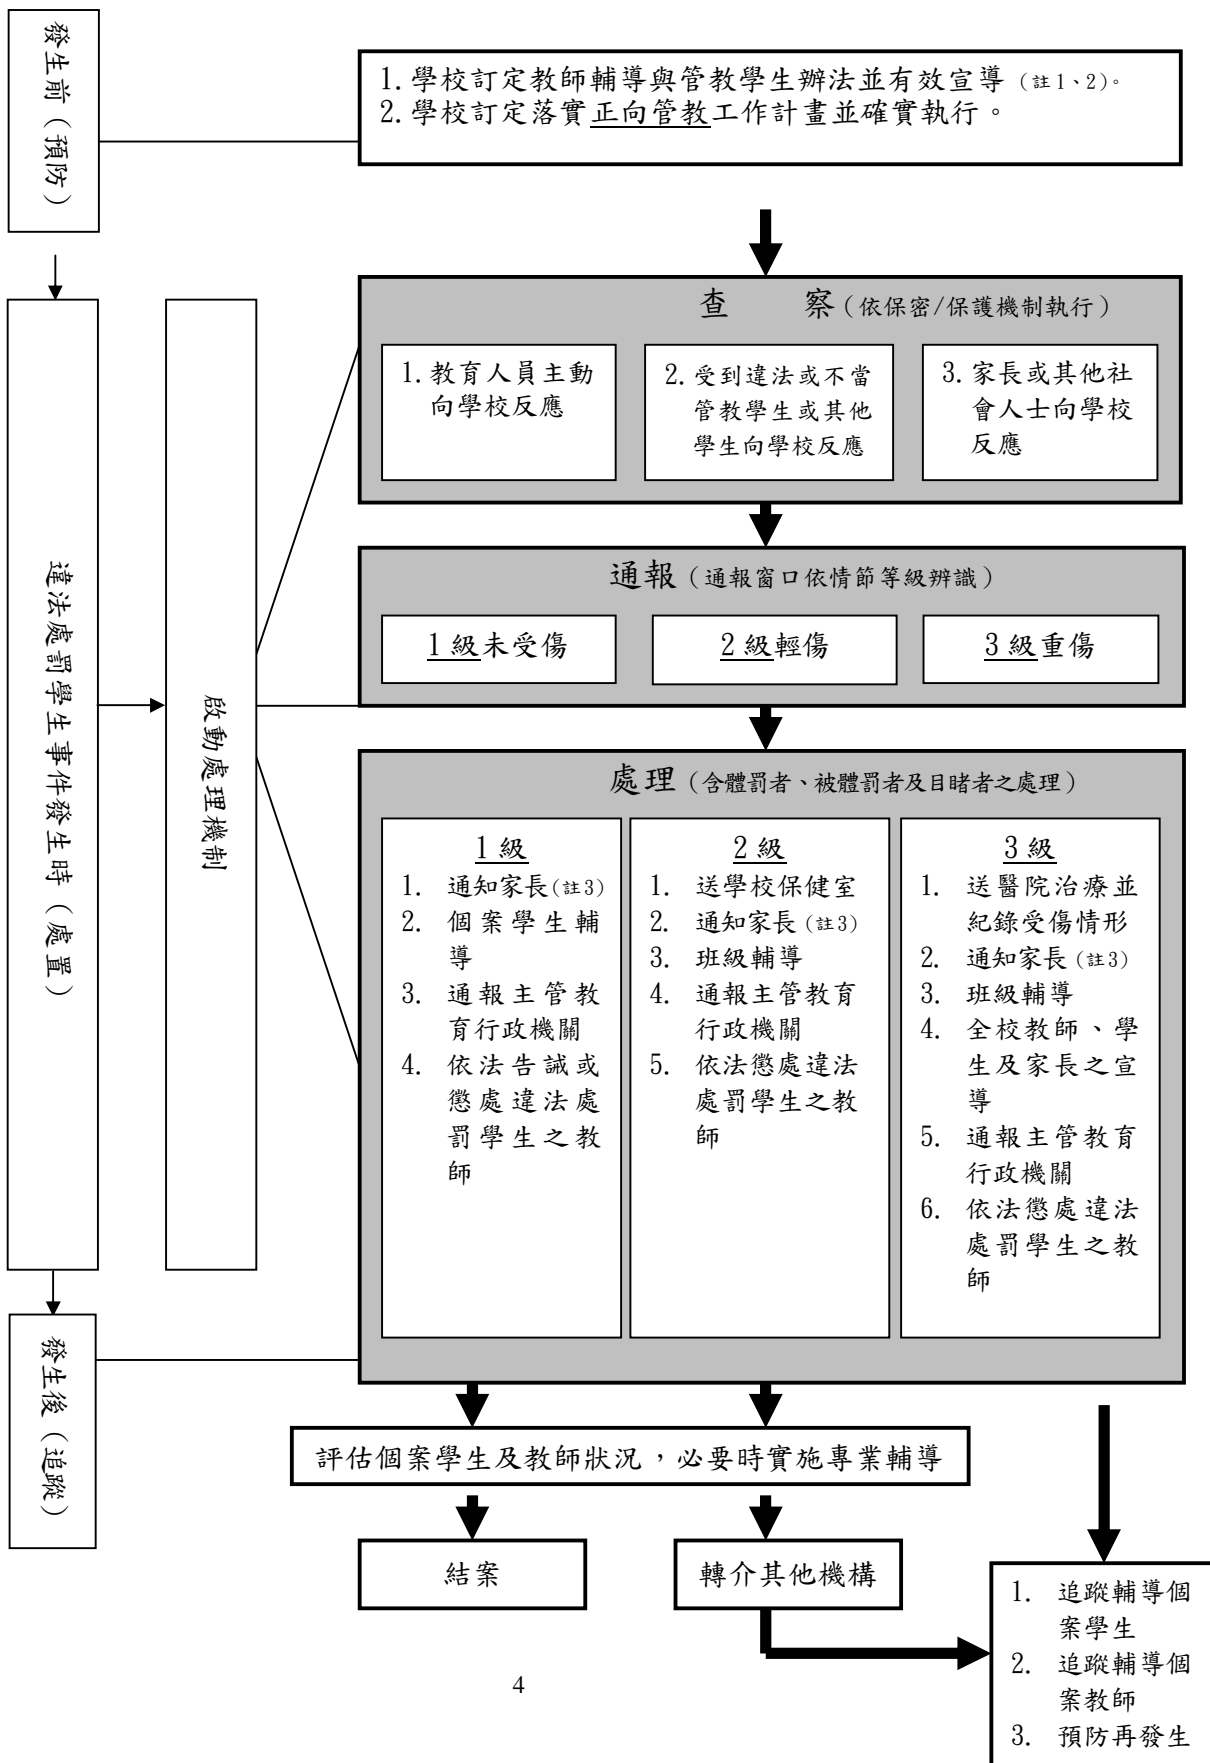 發生前（預防）
1.學校訂定教師輔導與管教學生辦法並有效宣導（註1、2）。
2.學校訂定落實正向管教工作計畫並確實執行。
違法處罰學生事件發生時（處置）
啟動處理機制
查 察（依保密/保護機制執行）
1.教育人員主動
向學校反應
2.受到違法或不當
管教學生或其他
學生向學校反應
3.家長或其他社
會人士向學校
反應
通報（通報窗口依情節等級辨識）
1級未受傷
2級輕傷
3級重傷
處理（含體罰者、被體罰者及目睹者之處理）
1級
1. 通知家長（註3）
2. 個案學生輔
導
3. 通報主管教
育行政機關
4. 依法告誡或
懲處違法處
罰學生之教
師
2級
1. 送學校保健室
2. 通知家長（註3）
3. 班級輔導
4. 通報主管教育
行政機關
5. 依法懲處違法
處罰學生之教
師
3級
1. 送醫院治療並
紀錄受傷情形
2. 通知家長（註3）
3. 班級輔導
4. 全校教師、學
生及家長之宣
導
5. 通報主管教育
行政機關
6. 依法懲處違法
處罰學生之教
師
發生後（追蹤）
評估個案學生及教師狀況，必要時實施專業輔導
結案
轉介其他機構
1. 追蹤輔導個
案學生
2. 追蹤輔導個
案教師
3. 預防再發生
4